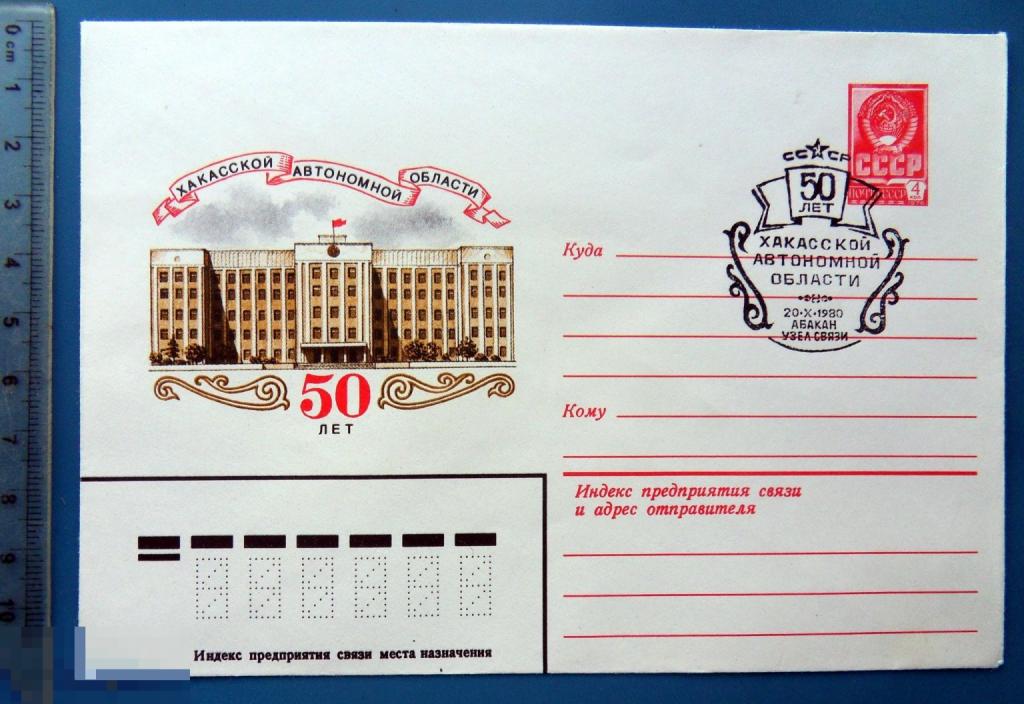 0 cm
1
2
3
4
5
6
7
8
9
10
ХАКАССКОЙ АВТОНОМНОЙ ОБЛАСТИ
50
ЛЕТ
СССР
ПОЧТА СССР
4
КОП
СССР
50
ЛЕТ
ХАКАССКОЙ
АВТОНОМНОЙ
ОБЛАСТИ
20·X·1980
АБАКАН
УЗЕЛ СВЯЗИ
Куда
Кому
Индекс предприятия связи
и адрес отправителя
Индекс предприятия связи места назначения